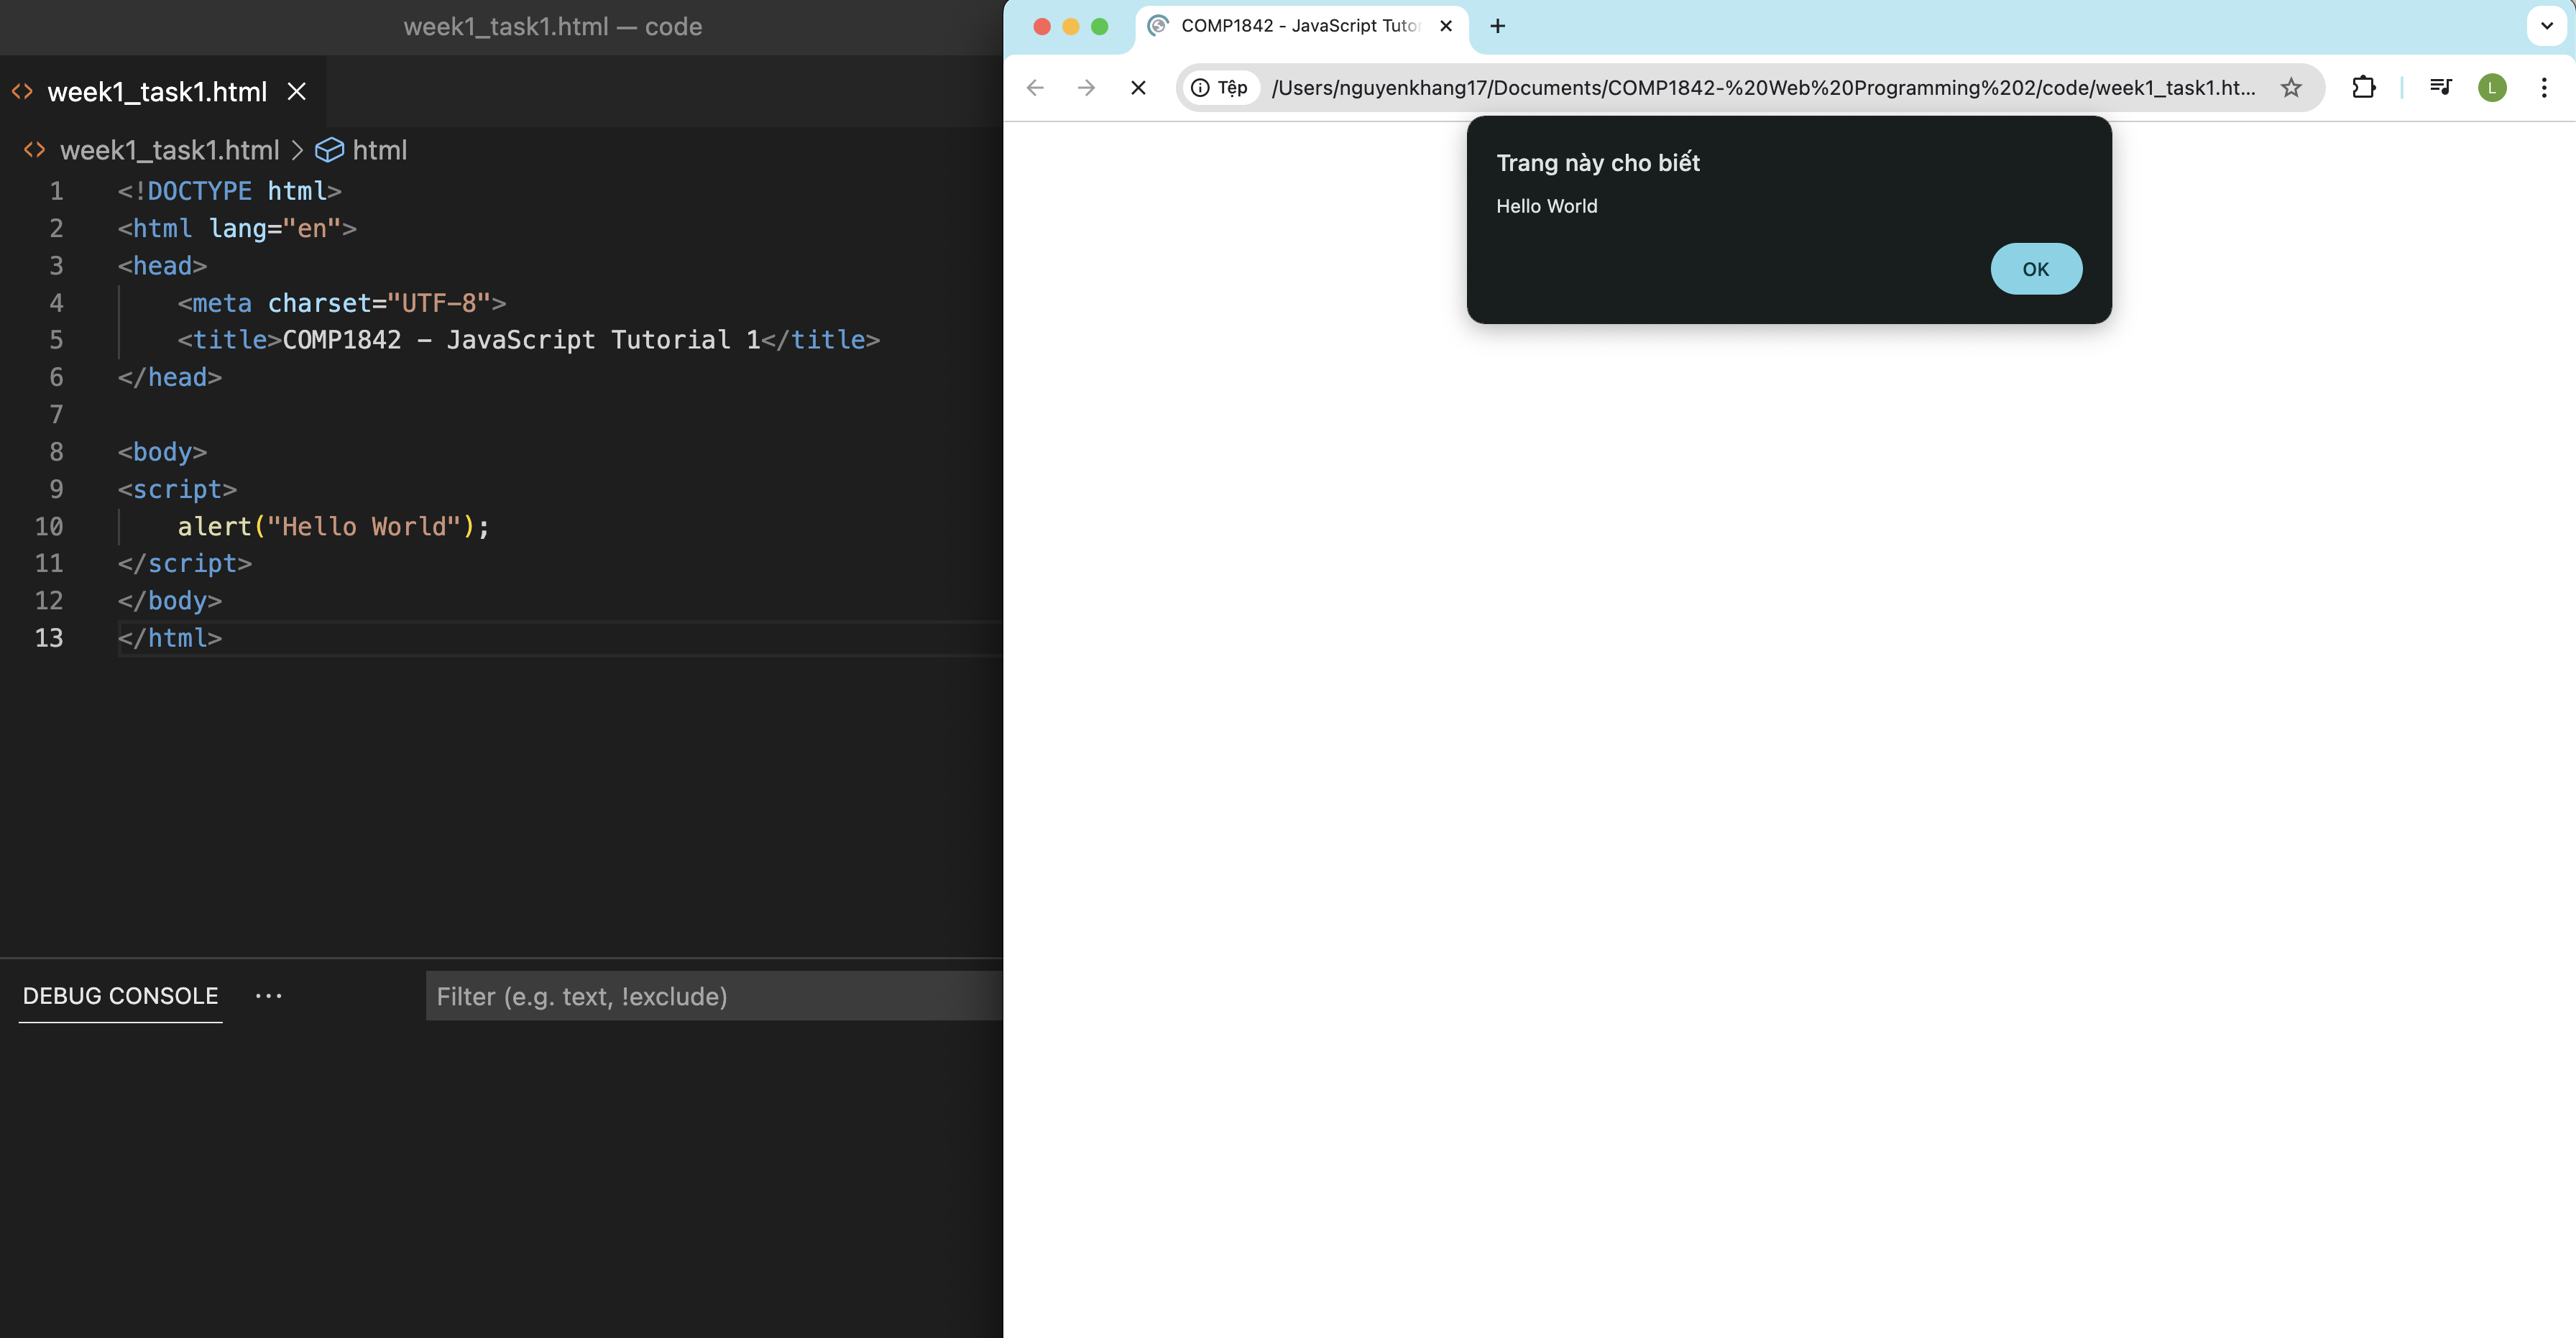 week1_task1.html — code
week1_task1.html
week1_task1.html > html
1 <!DOCTYPE html>
2 <html lang="en">
3 <head>
4 <meta charset="UTF-8">
5 <title>COMP1842 - JavaScript Tutorial 1</title>
6 </head>
7
8 <body>
9 <script>
10 alert("Hello World");
11 </script>
12 </body>
13 </html>
DEBUG CONSOLE ···
Filter (e.g. text, !exclude)
COMP1842 - JavaScript Tutor
Tệp /Users/nguyenkhang17/Documents/COMP1842-%20Web%20Programming%202/code/week1_task1.ht...
L
Trang này cho biết
Hello World
OK